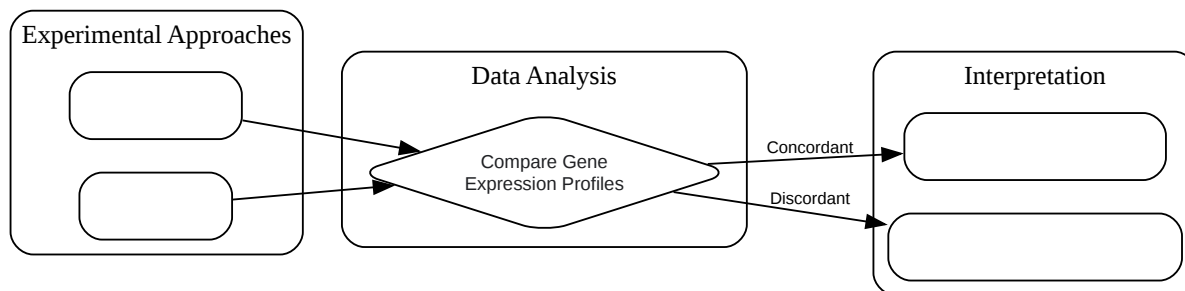 Experimental Approaches
Data Analysis
Compare Gene
Expression Profiles
Concordant
Discordant
Interpretation